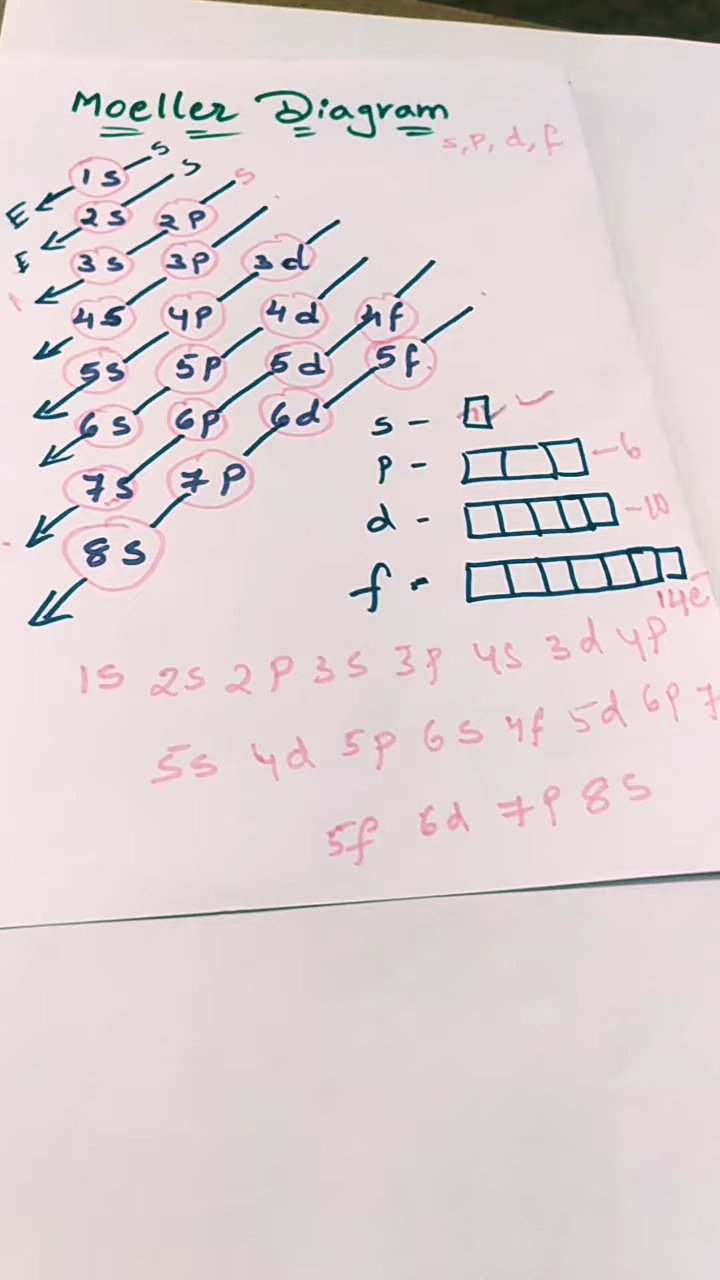 Moeller Diagram
s, p, d, f
1s s
2s 2p s
3s 3p 3d s
4s 4p 4d 4f
5s 5p 5d 5f
6s 6p 6d
7s 7p
8s
E
E
s -
p - -6
d - -10
f - 14e
1s 2s 2p 3s 3p 4s 3d 4p
5s 4d 5p 6s 4f 5d 6p 7
5f 6d 7p 8s